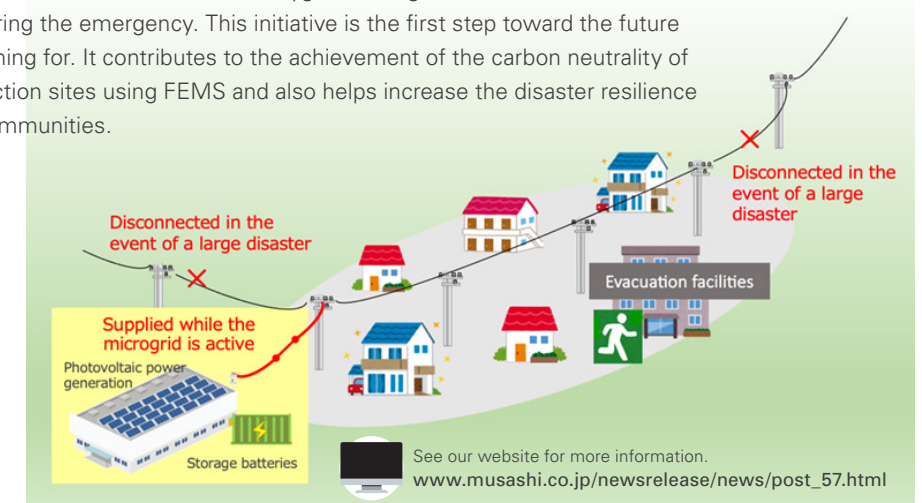 ring the emergency. This initiative is the first step toward the future
ning for. It contributes to the achievement of the carbon neutrality of
ction sites using FEMS and also helps increase the disaster resilience
mmunities.
Disconnected in the
event of a large
disaster
Disconnected in the
event of a large disaster
Evacuation facilities
Supplied while the
microgrid is active
Photovoltaic power
generation
Storage batteries
See our website for more information.
www.musashi.co.jp/newsrelease/news/post_57.html